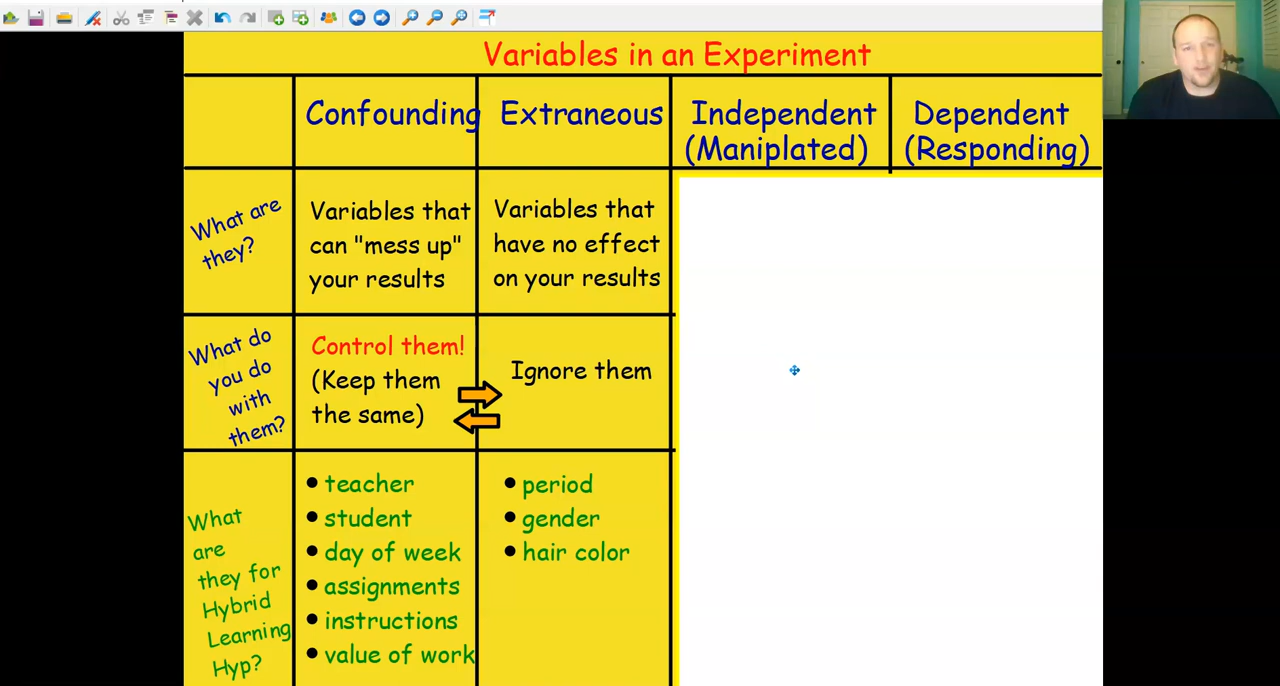 Variables in an Experiment
Confounding
Extraneous
Independent
(Maniplated)
Dependent
(Responding)
What are
they?
Variables that
can "mess up"
your results
Variables that
have no effect
on your results
What do
you do
with
them?
Control them!
(Keep them
the same)
Ignore them
What
are
they for
Hybrid
Learning
Hyp?
• teacher
• student
• day of week
• assignments
• instructions
• value of work
• period
• gender
• hair color